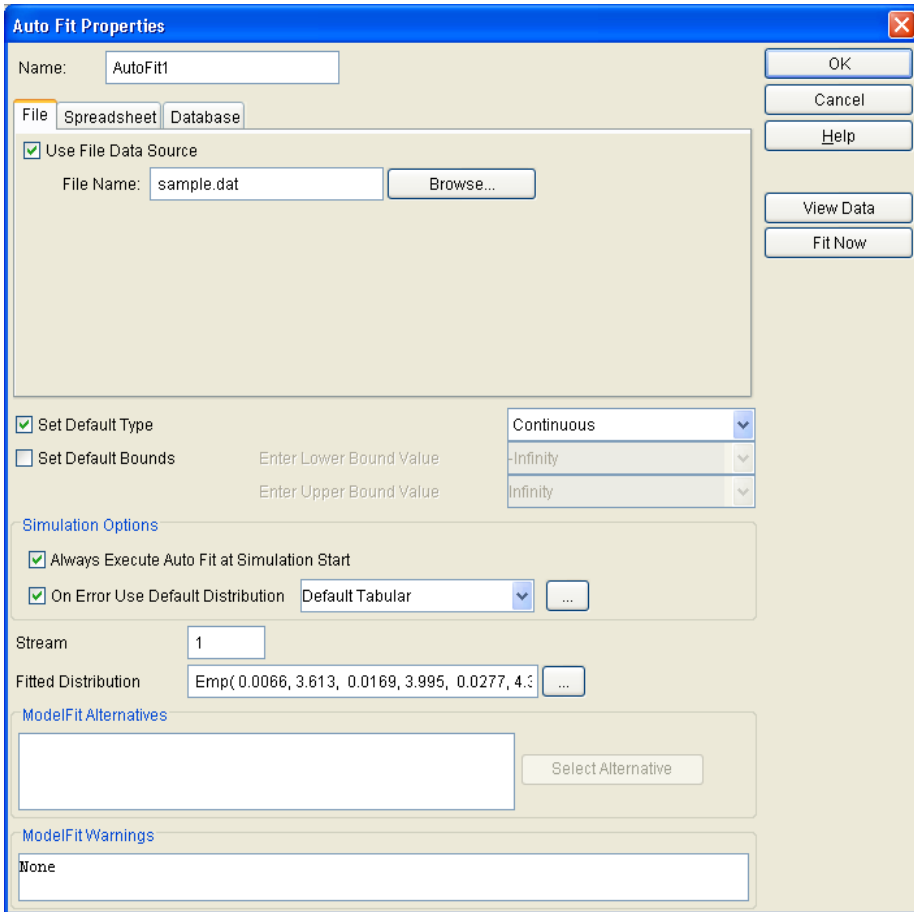 Auto Fit Properties
Name: AutoFit1
OK
Cancel
Help
View Data
Fit Now
File Spreadsheet Database
Use File Data Source
File Name: sample.dat Browse...
Set Default Type Continuous
Set Default Bounds Enter Lower Bound Value -Infinity
Enter Upper Bound Value Infinity
Simulation Options
Always Execute Auto Fit at Simulation Start
On Error Use Default Distribution Default Tabular ...
Stream 1
Fitted Distribution Emp( 0.0066, 3.613, 0.0169, 3.995, 0.0277, 4.3 ...
ModelFit Alternatives
Select Alternative
ModelFit Warnings
None